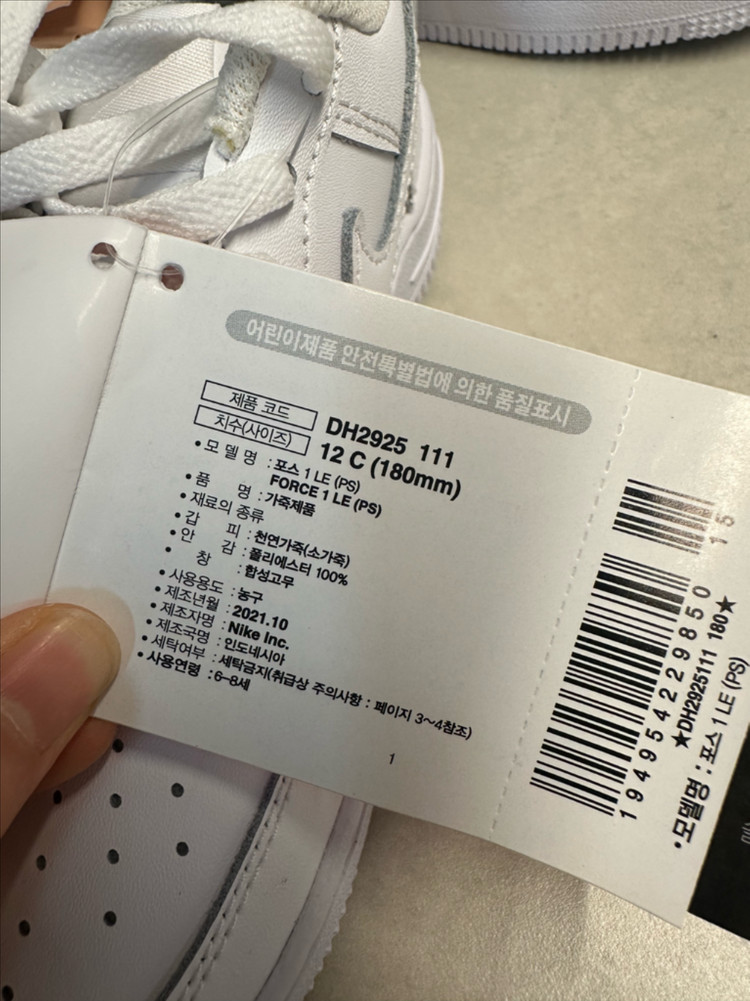 어린이제품 안전특별법에 의한 품질표시
제품 코드 DH2925 111
치수(사이즈) 12 C (180mm)
• 모 델 명 : 포스 1 LE (PS)
FORCE 1 LE (PS)
• 품 명 : 가죽제품
• 재료의 종류
• 갑 피 : 천연가죽(소가죽)
• 안 감 : 폴리에스터 100%
• 창 : 합성고무
• 사용용도 : 농구
• 제조년월 : 2021.10
• 제조자명 : Nike Inc.
• 제조국명 : 인도네시아
• 세탁여부 : 세탁금지(취급상 주의사항 : 페이지 3~4참조)
• 사용연령 : 6-8세
1
15
194954229850
★DH2925111 180★
•모델명 : 포스 1 LE (PS)